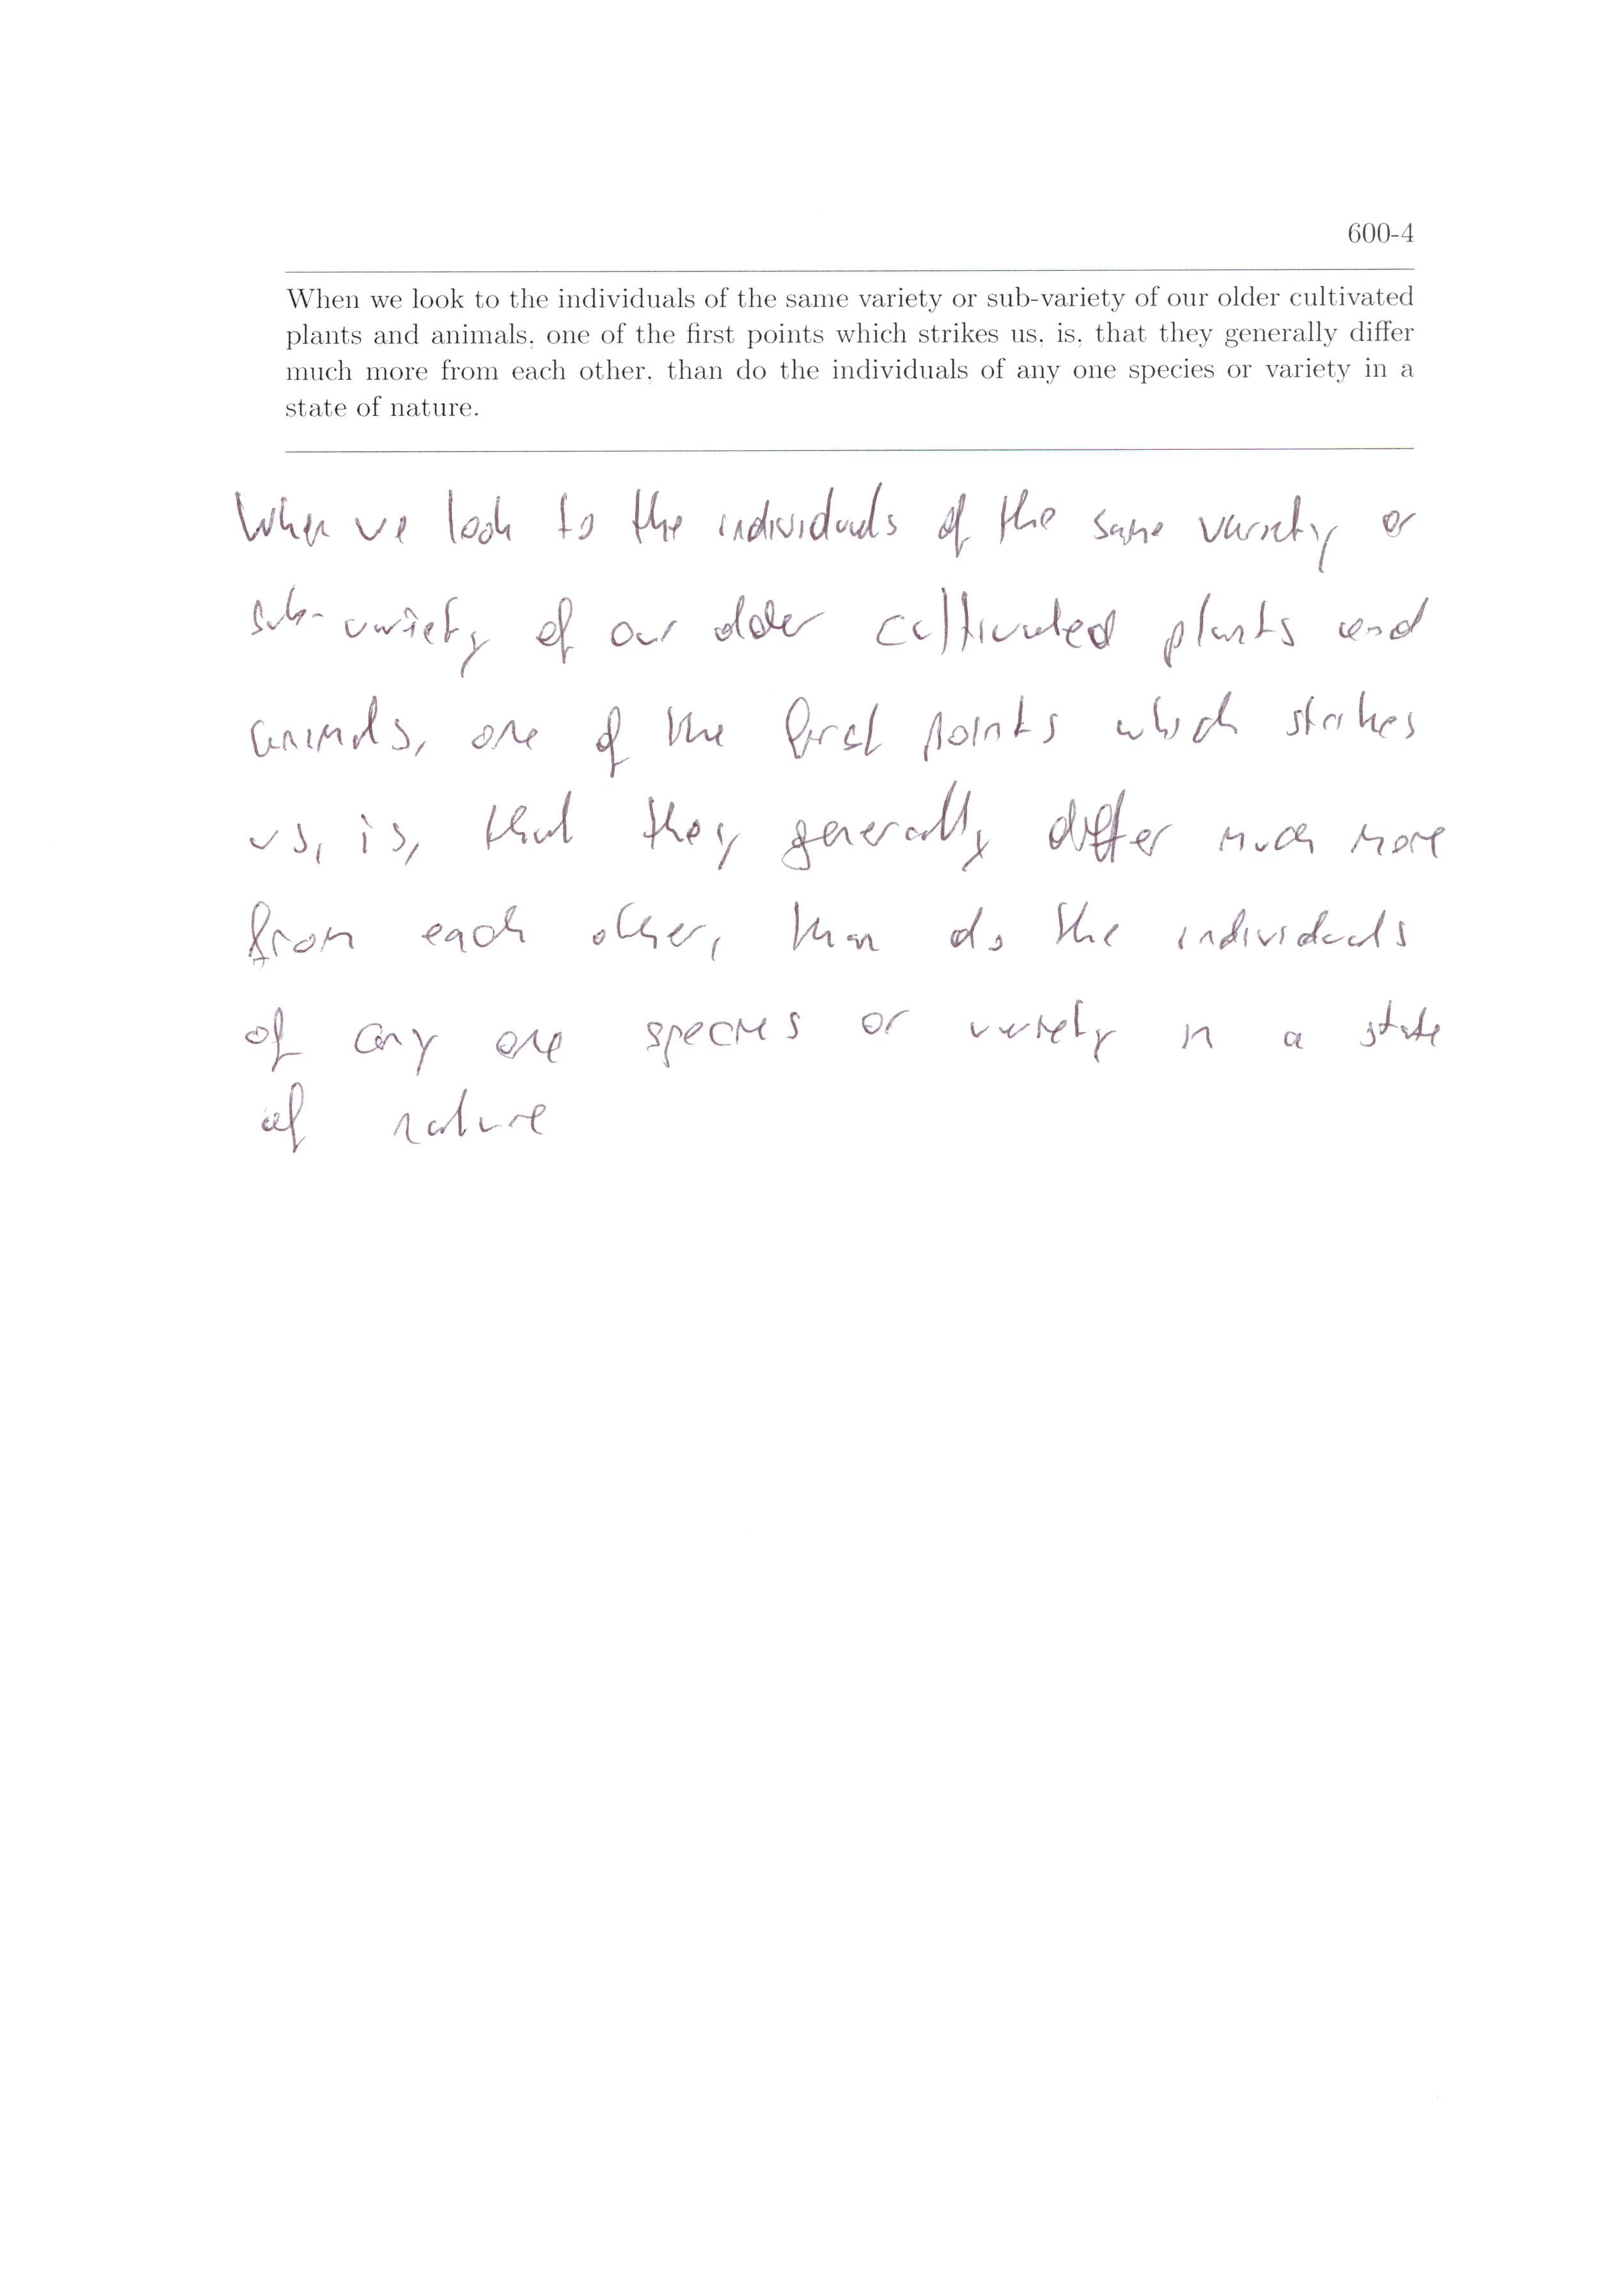 600-4
When we look to the individuals of the same variety or sub-variety of our older cultivated
plants and animals, one of the first points which strikes us, is, that they generally differ
much more from each other, than do the individuals of any one species or variety in a
state of nature.
When we look to the individuals of the same variety or
sub-variety of our older cultivated plants and
animals, one of the first points which strikes
us, is, that they generally differ much more
from each other, than do the individuals
of any one species or variety in a state
of nature